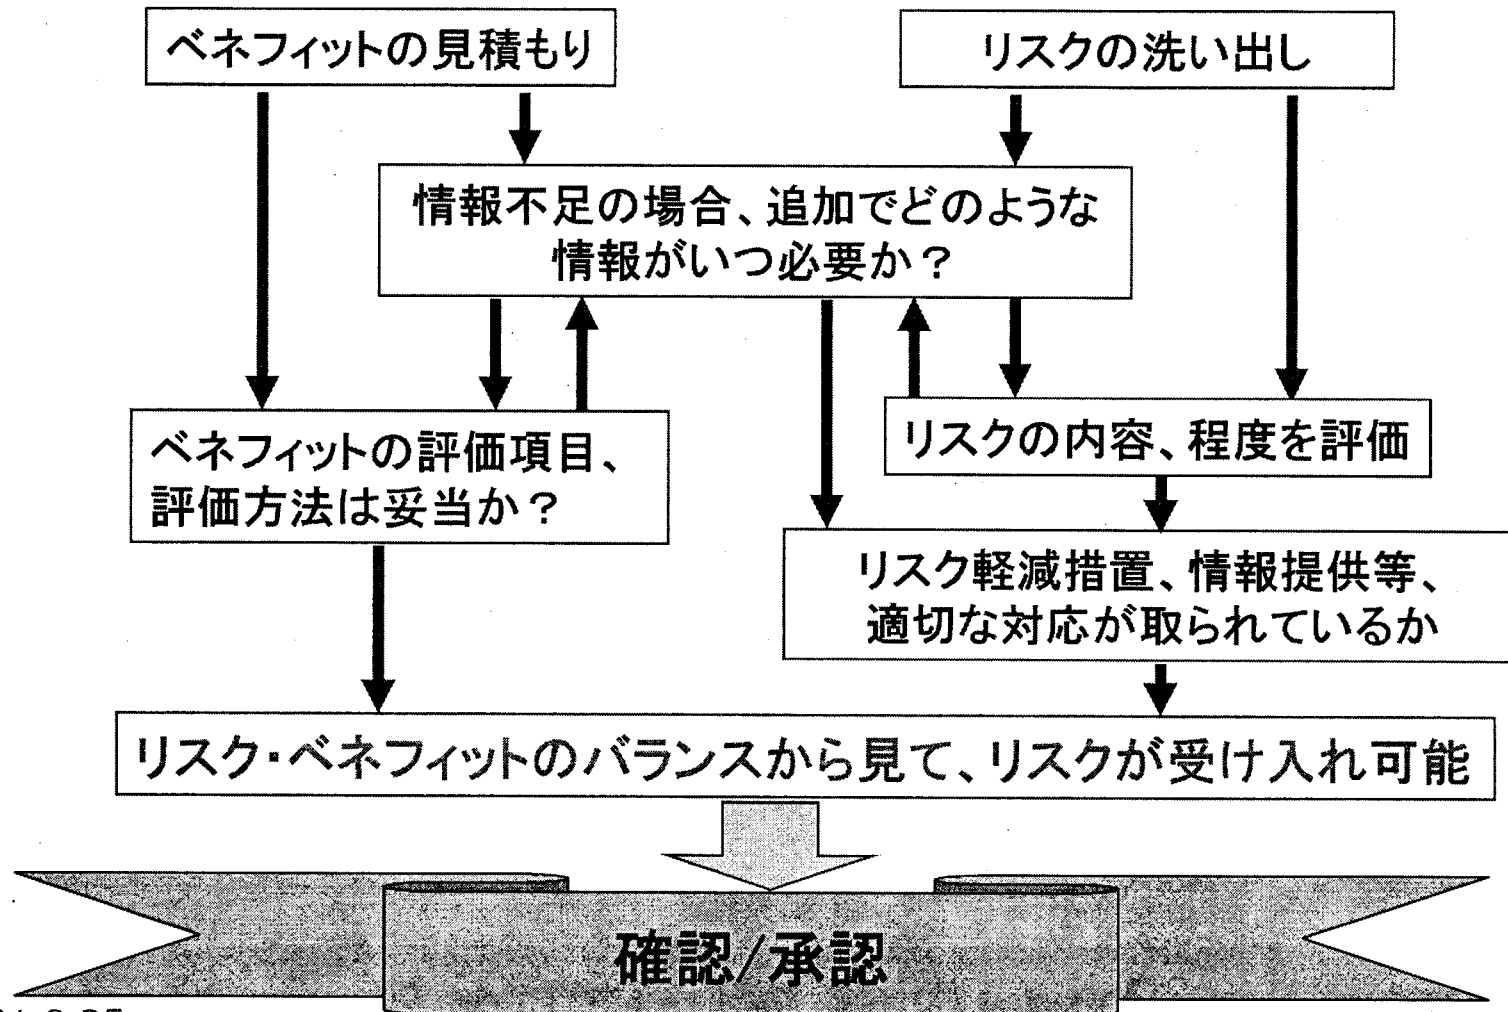 ベネフィットの見積もり
リスクの洗い出し
情報不足の場合、追加でどのような
情報がいつ必要か？
ベネフィットの評価項目、
評価方法は妥当か？
リスクの内容、程度を評価
リスク軽減措置、情報提供等、
適切な対応が取られているか
リスク・ベネフィットのバランスから見て、リスクが受け入れ可能
確認/承認